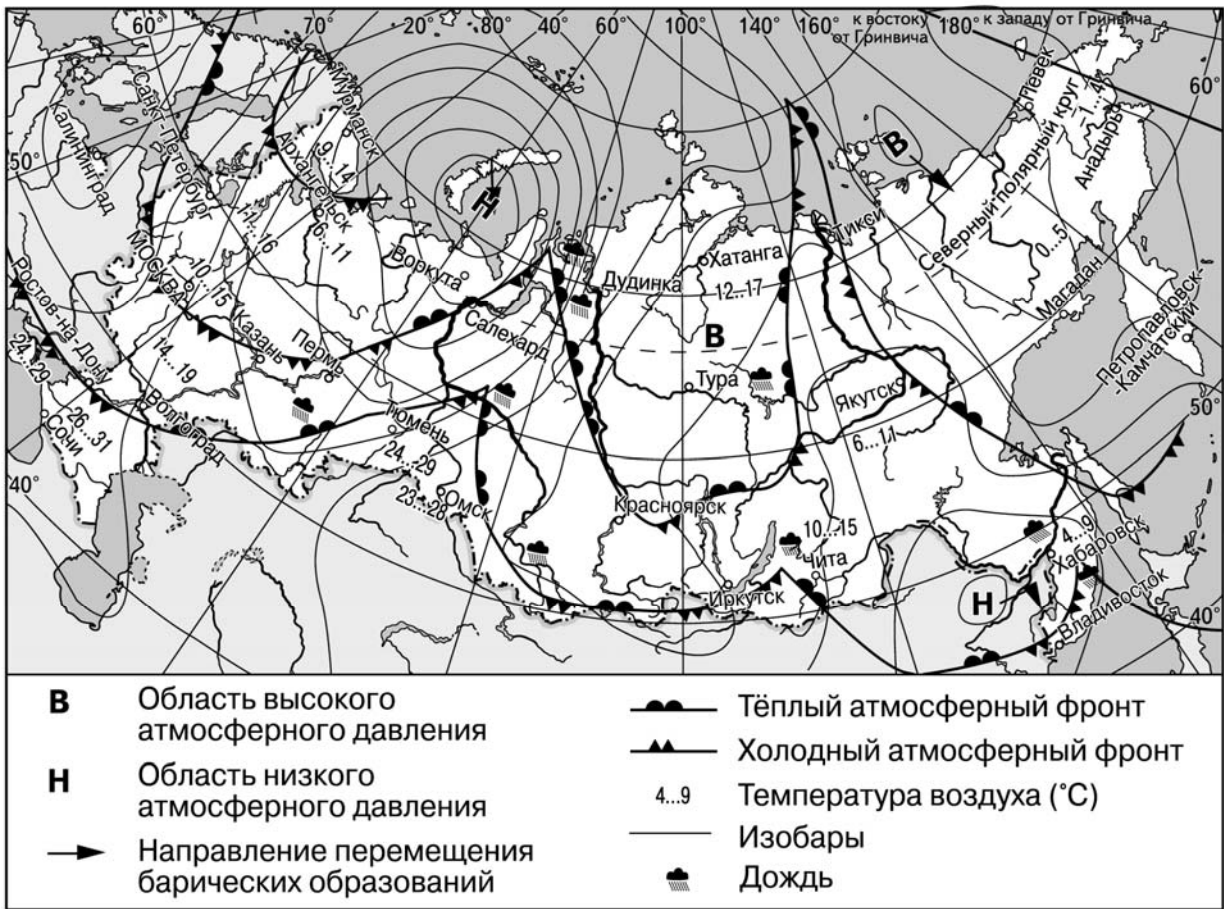 60° 70° 80° 20° 40° 60° 80° 100° 140° 160° 180°
к востоку от Гринвича
к западу от Гринвича
60°
50°
40°
50°
40°
Калининград
Санкт-Петербург
Мурманск
Архангельск
9...14
11...16
6...11
МОСКВА
10...15
Воркута
Салехард
Казань
Пермь
14...19
Ростов-на-Дону
24...29
Волгоград
26...31
Сочи
Тюмень
24...29
Омск
23...28
Н
Дудинка
Хатанга
12...17
В
Тура
Красноярск
Иркутск
10...15
Чита
Якутск
6...11
Тикси
В
Певек
Северный полярный круг
-1...4
Анадырь
0...5
Магадан
Петропавловск-
-Камчатский
4...9
Хабаровск
Н
Владивосток
В Область высокого
атмосферного давления
Н Область низкого
атмосферного давления
Направление перемещения
барических образований
Тёплый атмосферный фронт
Холодный атмосферный фронт
4...9 Температура воздуха (°С)
Изобары
Дождь